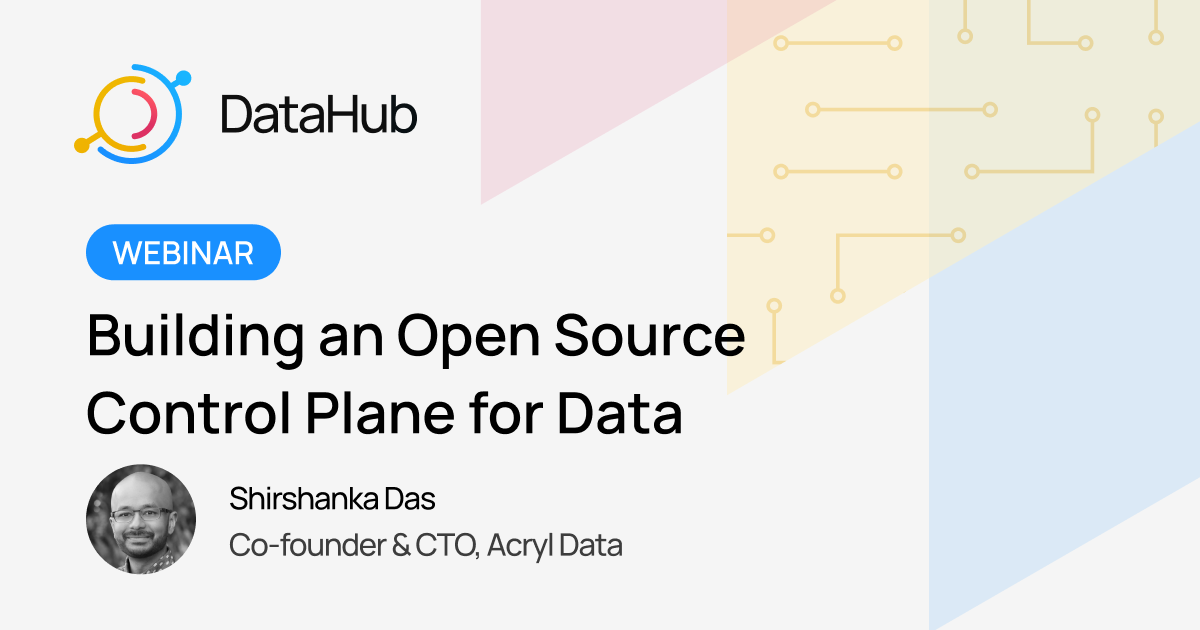 DataHub
WEBINAR
Building an Open Source
Control Plane for Data
Shirshanka Das
Co-founder & CTO, Acryl Data